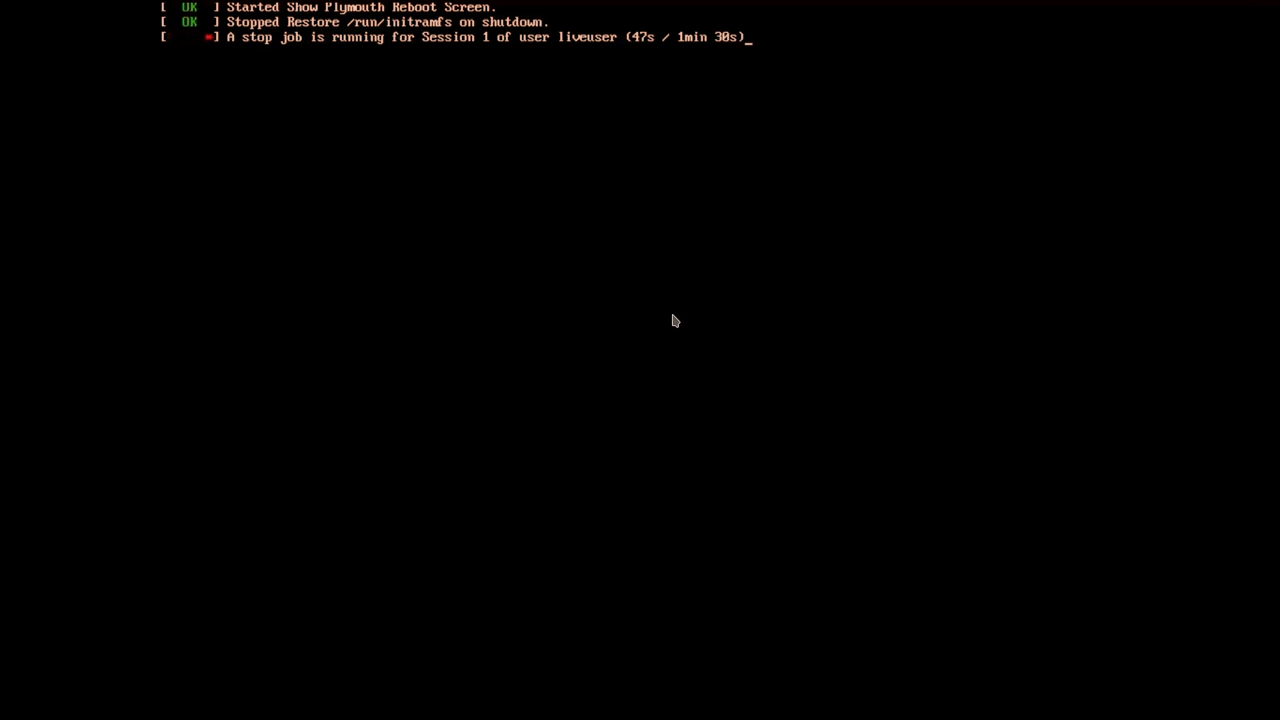 [  OK  ] Started Show Plymouth Reboot Screen.
[  OK  ] Stopped Restore /run/initramfs on shutdown.
[     *] A stop job is running for Session 1 of user liveuser (47s / 1min 30s)_